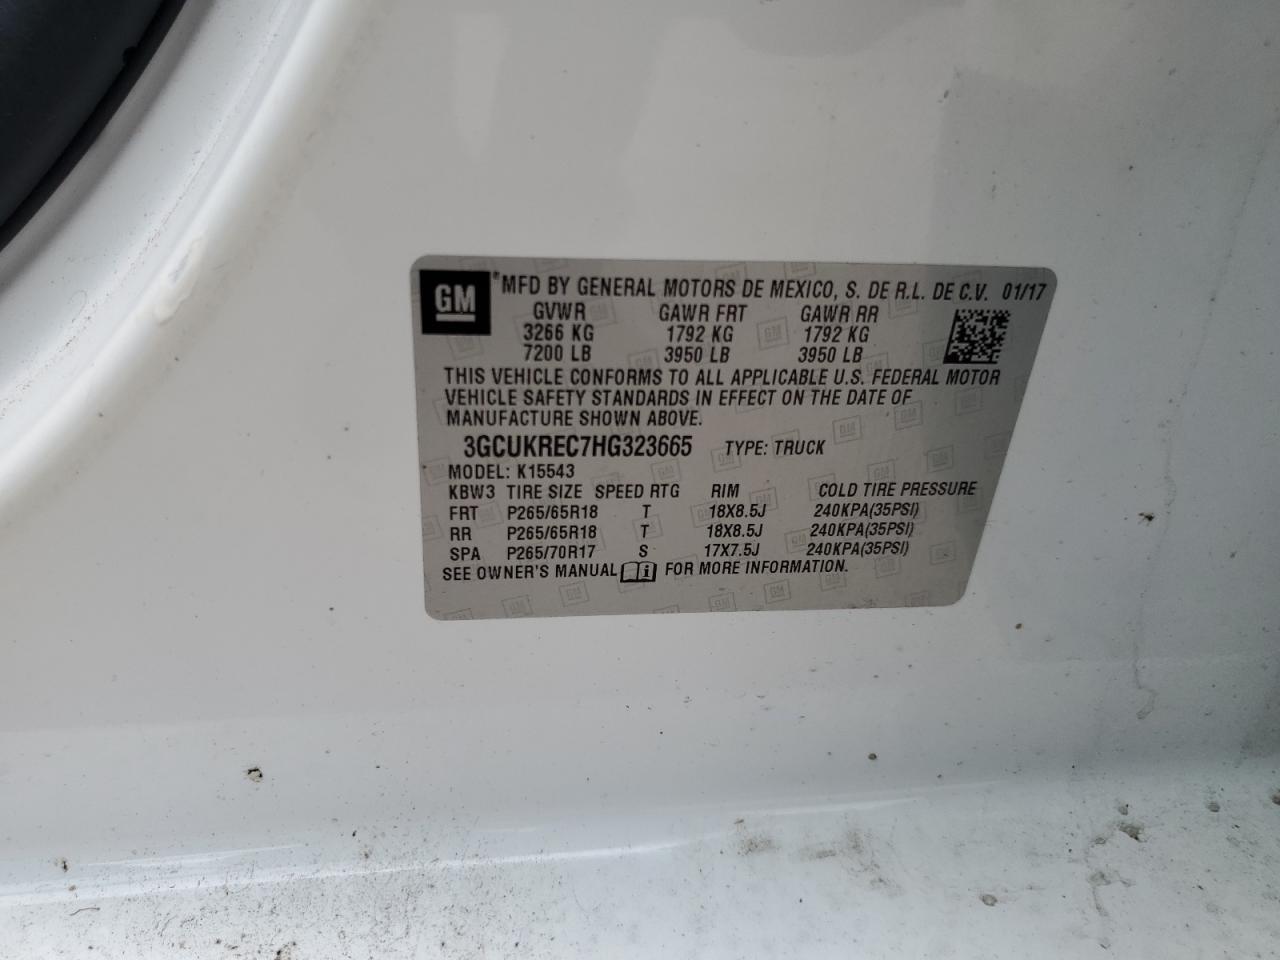 GM *MFD BY GENERAL MOTORS DE MEXICO, S. DE R.L. DE C.V. 01/17
GVWR GAWR FRT GAWR RR
3266 KG 1792 KG 1792 KG
7200 LB 3950 LB 3950 LB
THIS VEHICLE CONFORMS TO ALL APPLICABLE U.S. FEDERAL MOTOR
VEHICLE SAFETY STANDARDS IN EFFECT ON THE DATE OF
MANUFACTURE SHOWN ABOVE.
3GCUKREC7HG323665 TYPE: TRUCK
MODEL: K15543
KBW3 TIRE SIZE SPEED RTG RIM COLD TIRE PRESSURE
FRT P265/65R18 T 18X8.5J 240KPA(35PSI)
RR P265/65R18 T 18X8.5J 240KPA(35PSI)
SPA P265/70R17 S 17X7.5J 240KPA(35PSI)
SEE OWNER'S MANUAL i FOR MORE INFORMATION.